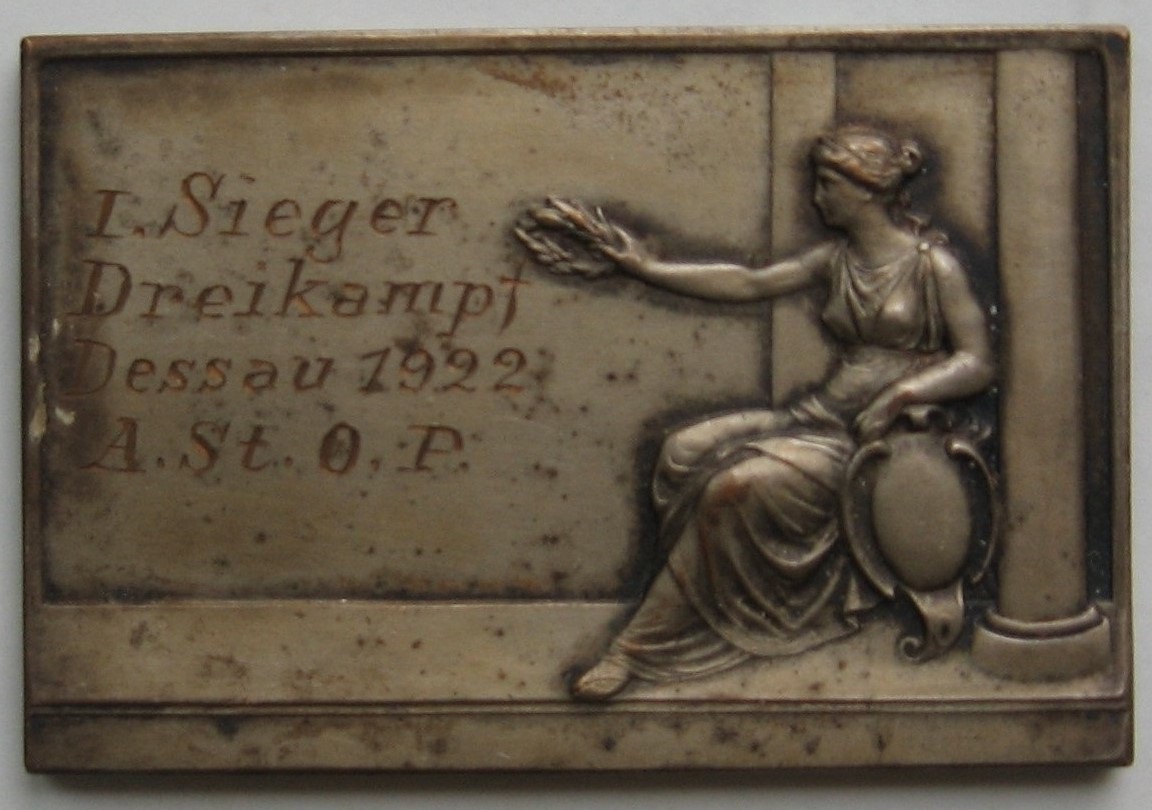 I. Sieger
Dreikampf
Dessau 1922
A. St. O. P.